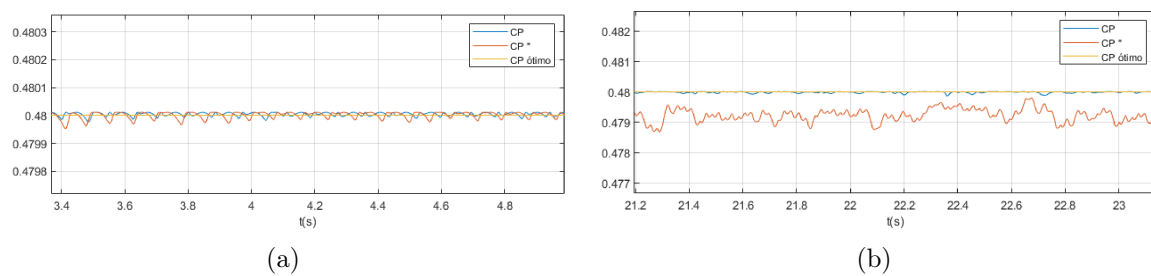 0.4803
0.4802
0.4801
0.48
0.4799
0.4798
3.4 3.6 3.8 4 4.2 4.4 4.6 4.8
t(s)
CP
CP *
CP ótimo
(a)
0.482
0.481
0.48
0.479
0.478
0.477
21.2 21.4 21.6 21.8 22 22.2 22.4 22.6 22.8 23
t(s)
CP
CP *
CP ótimo
(b)